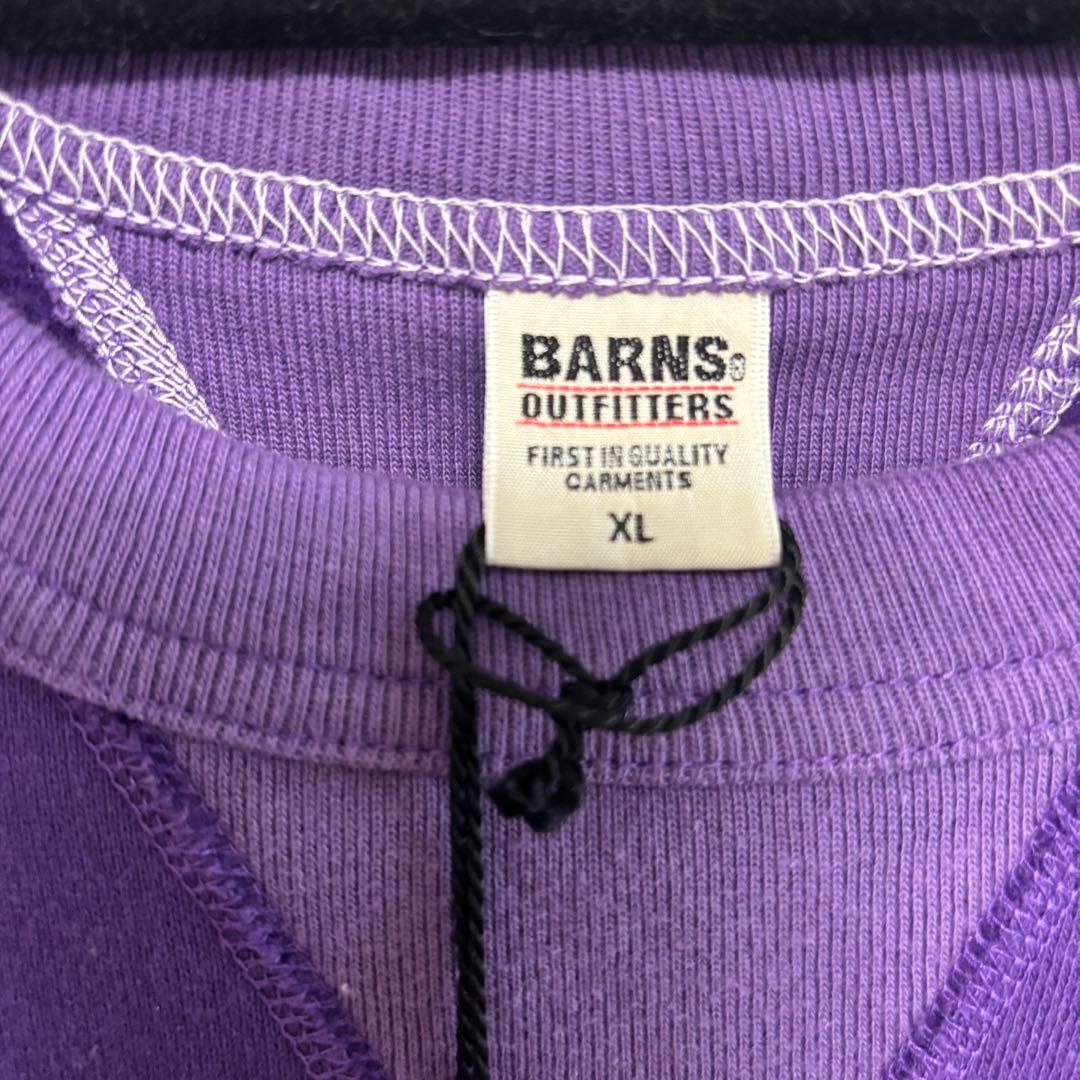 BARNS®
OUTFITTERS
FIRST IN QUALITY
GARMENTS
XL